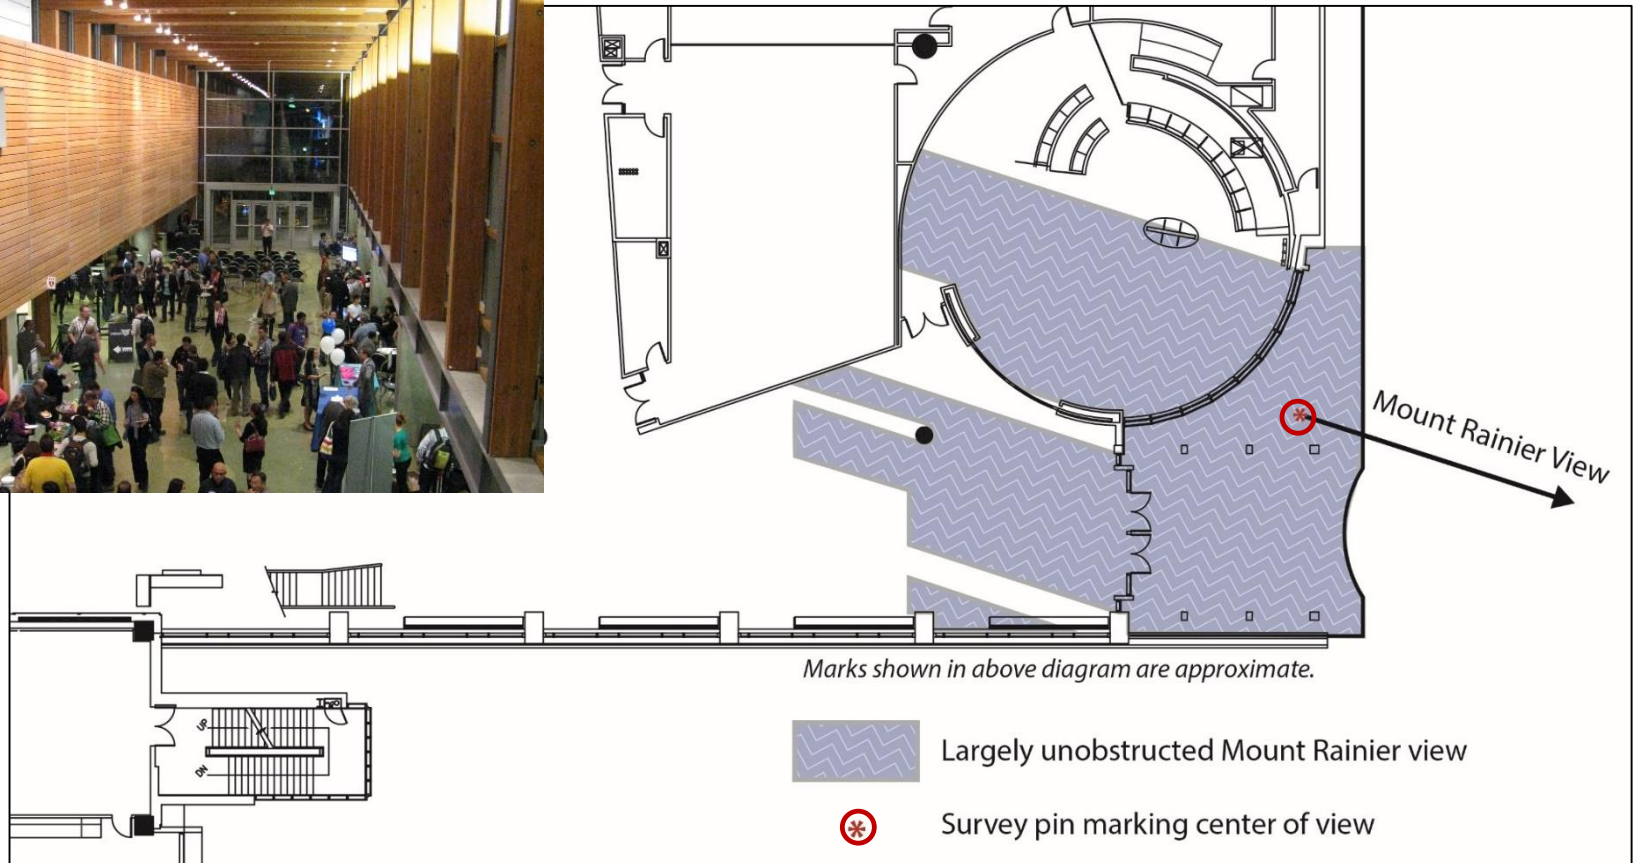 Mount Rainier View
UP
DN
Marks shown in above diagram are approximate.
Largely unobstructed Mount Rainier view
Survey pin marking center of view